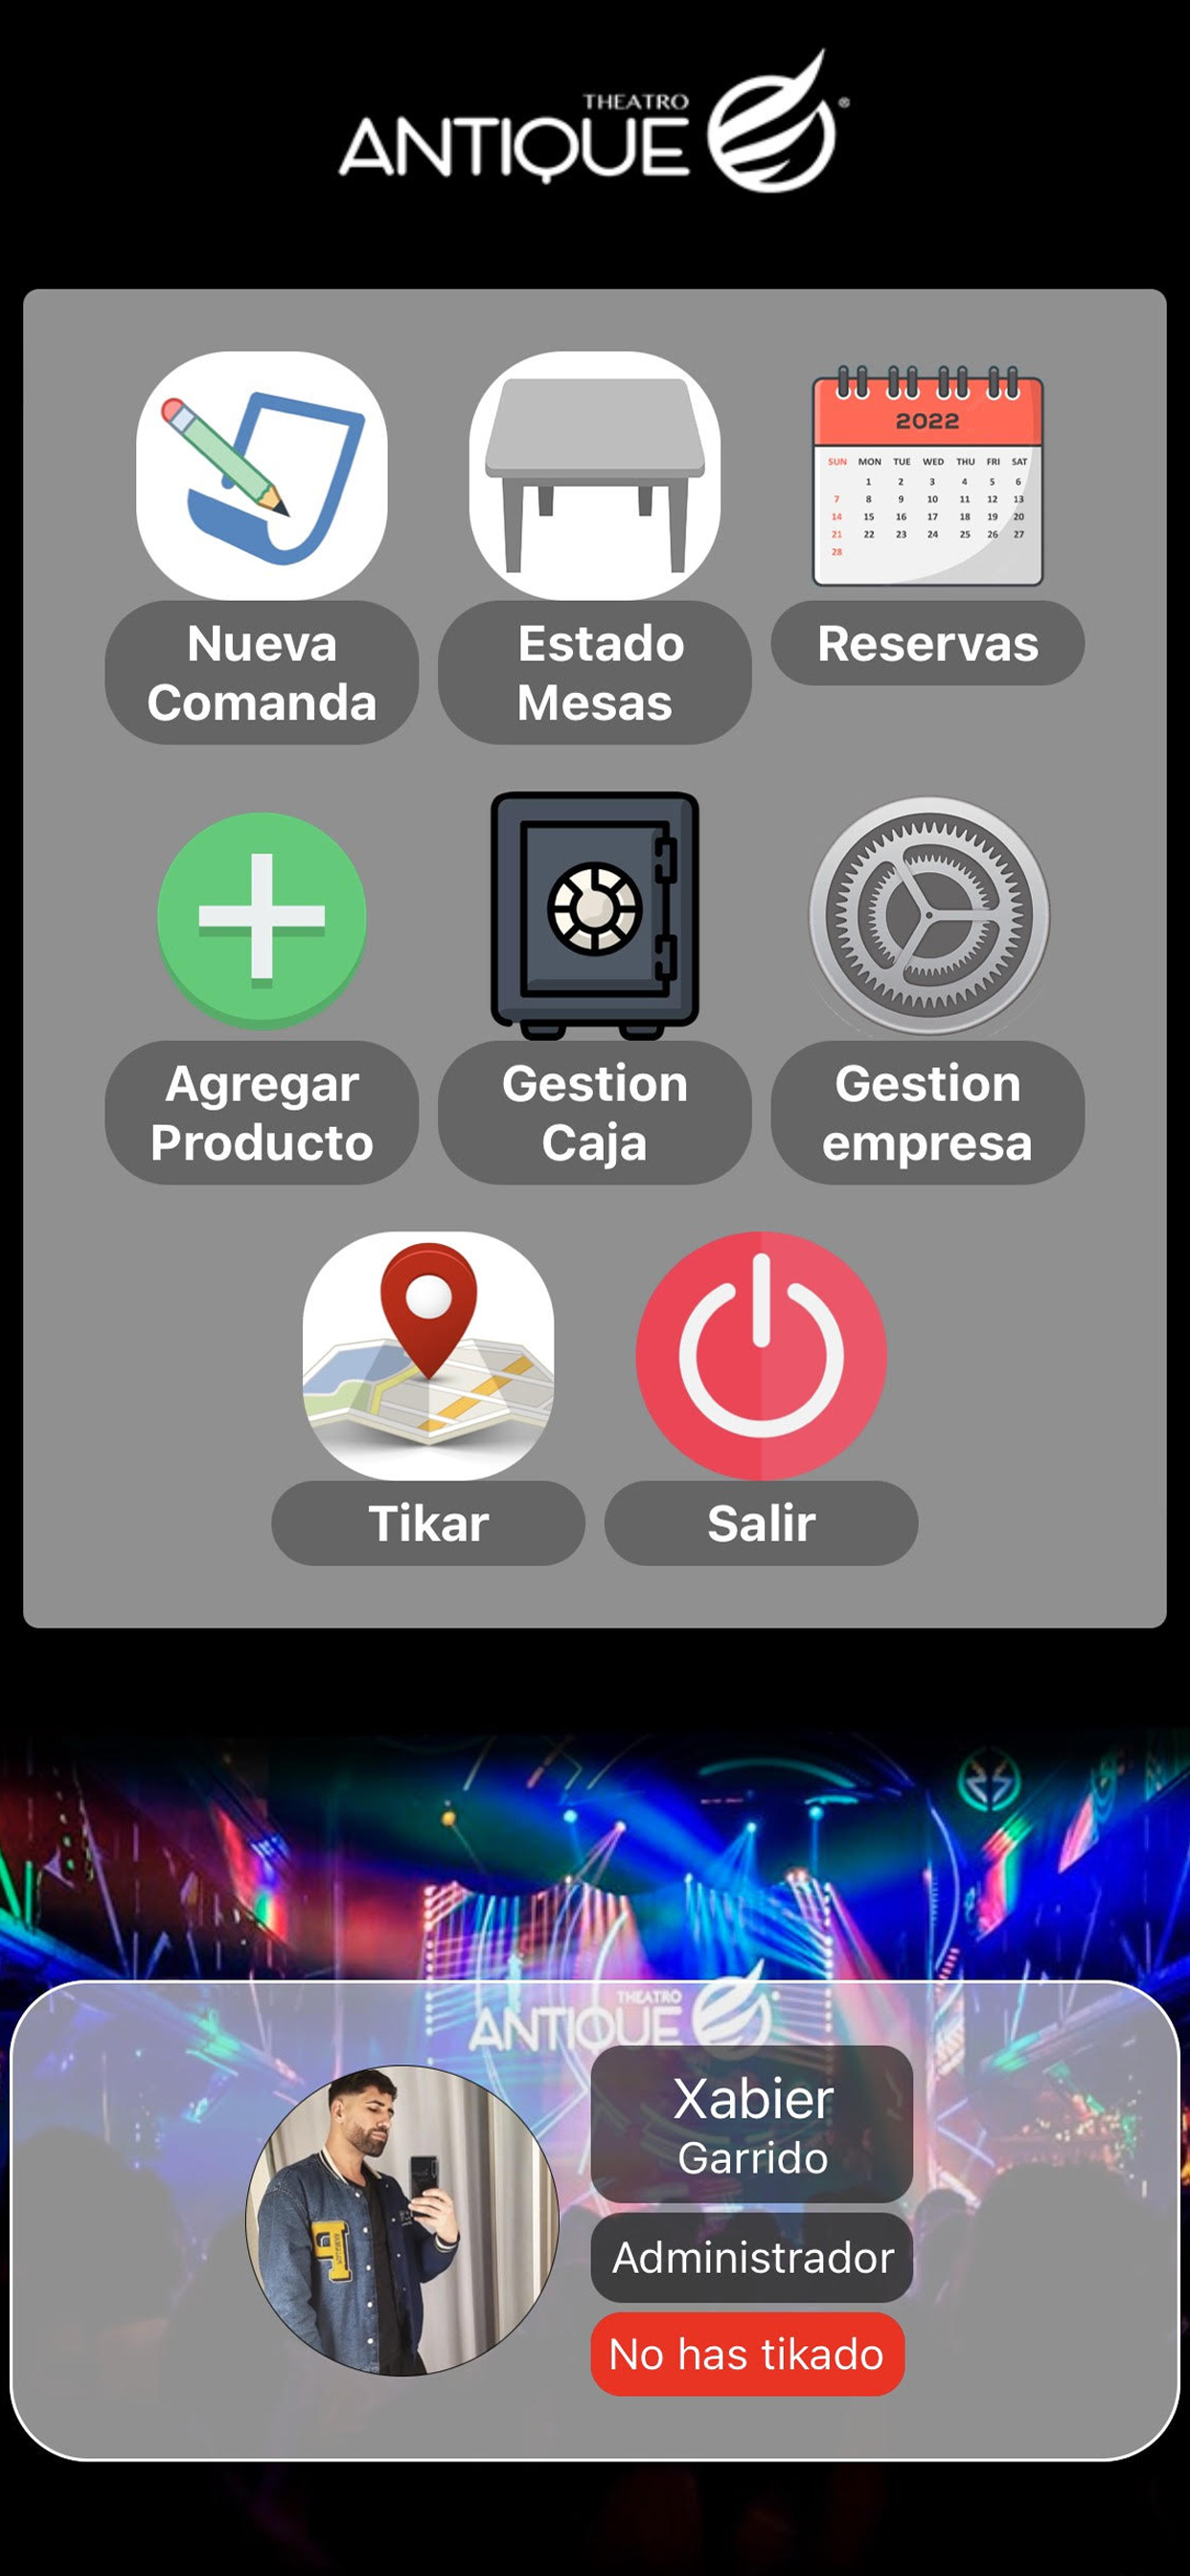 THEATRO
ANTIQUE
®
2022
SUN MON TUE WED THU FRI SAT
1 2 3 4 5 6
7 8 9 10 11 12 13
14 15 16 17 18 19 20
21 22 23 24 25 26 27
28
Nueva
Comanda
Estado
Mesas
Reservas
Agregar
Producto
Gestion
Caja
Gestion
empresa
Tikar
Salir
THEATRO
ANTIQUE
Xabier
Garrido
Administrador
No has tikado